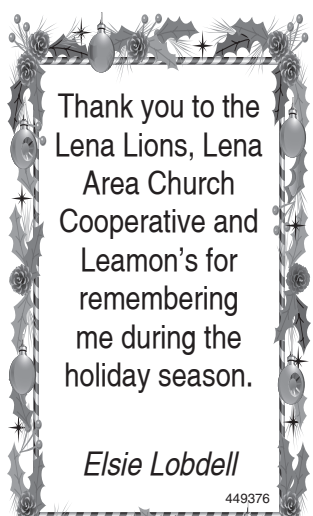 Thank you to the
Lena Lions, Lena
Area Church
Cooperative and
Leamon's for
remembering
me during the
holiday season.
Elsie Lobdell
449376